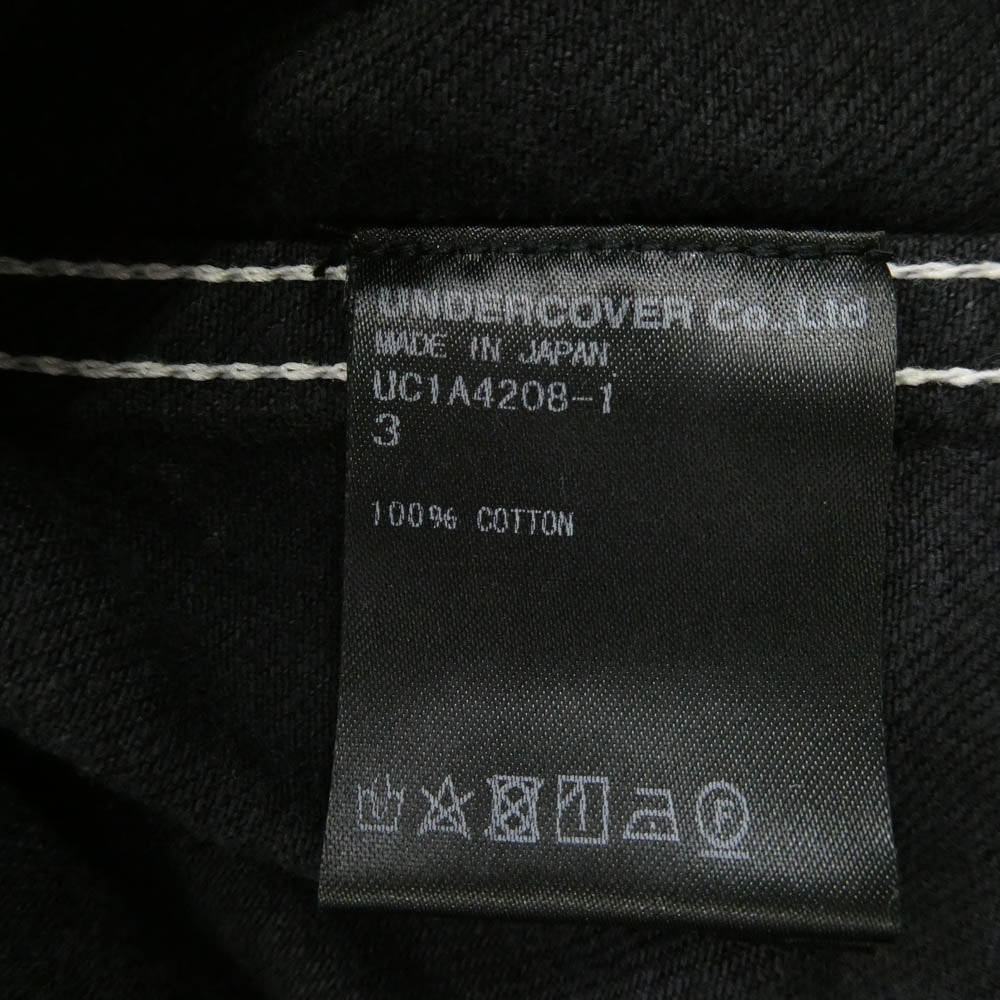 UNDERCOVER Co.,Ltd
MADE IN JAPAN
UC1A4208-1
3
100% COTTON